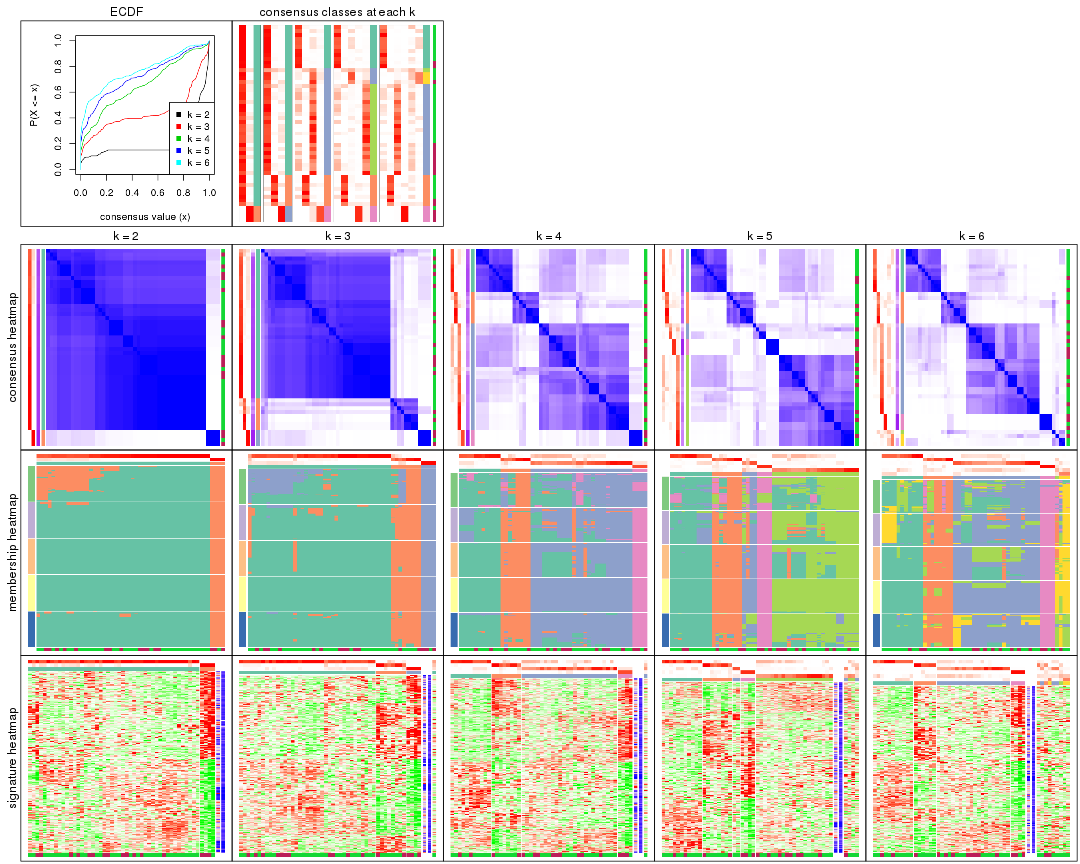 ECDF
consensus classes at each k
P(X <= x)
0.0 0.2 0.4 0.6 0.8 1.0
k = 2
k = 3
k = 4
k = 5
k = 6
0.0 0.2 0.4 0.6 0.8 1.0
consensus value (x)
k = 2
k = 3
k = 4
k = 5
k = 6
consensus heatmap
membership heatmap
signature heatmap